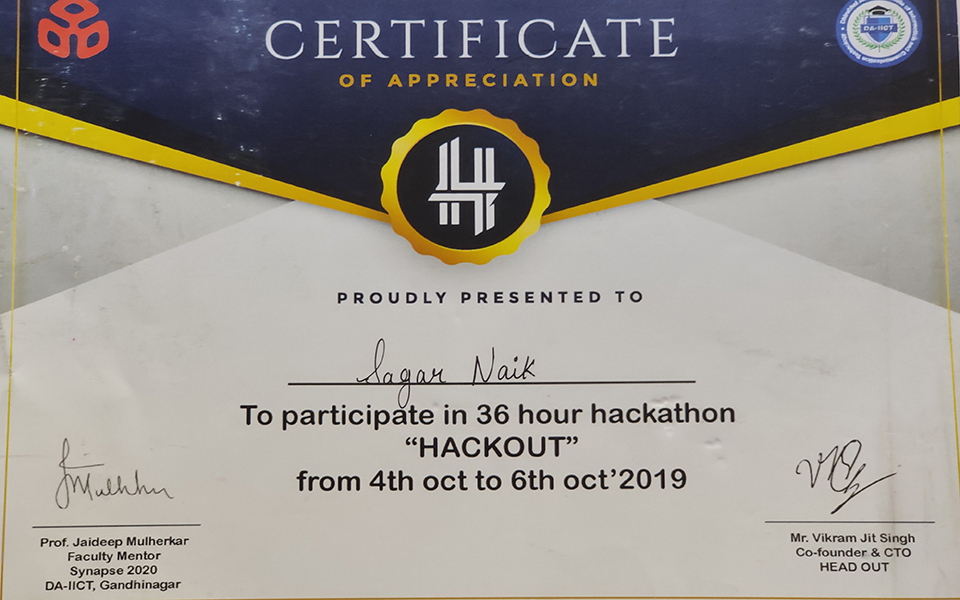 CERTIFICATE
OF APPRECIATION
DA-IICT
PROUDLY PRESENTED TO
Sagar Naik
To participate in 36 hour hackathon
“HACKOUT”
from 4th oct to 6th oct’2019
Prof. Jaideep Mulherkar
Faculty Mentor
Synapse 2020
DA-IICT, Gandhinagar
Mr. Vikram Jit Singh
Co-founder & CTO
HEAD OUT